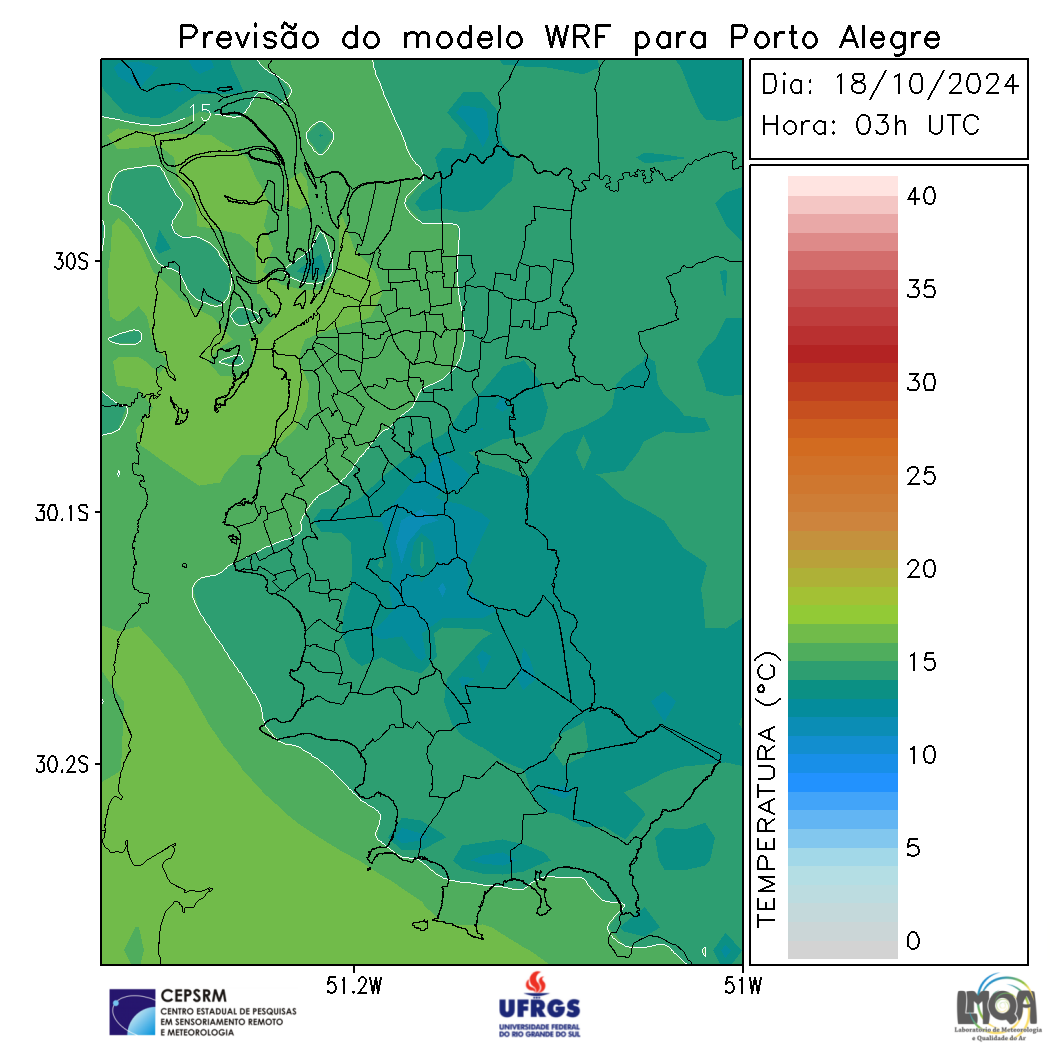 Previsão do modelo WRF para Porto Alegre
Dia: 18/10/2024
Hora: 03h UTC
15
30S
30.1S
30.2S
51.2W
51W
TEMPERATURA (°C)
40
35
30
25
20
15
10
5
0
CEPSRM
CENTRO ESTADUAL DE PESQUISAS
EM SENSORIAMENTO REMOTO
E METEOROLOGIA
UFRGS
UNIVERSIDADE FEDERAL
DO RIO GRANDE DO SUL
LMQA
Laboratório de Meteorologia
e Qualidade do Ar